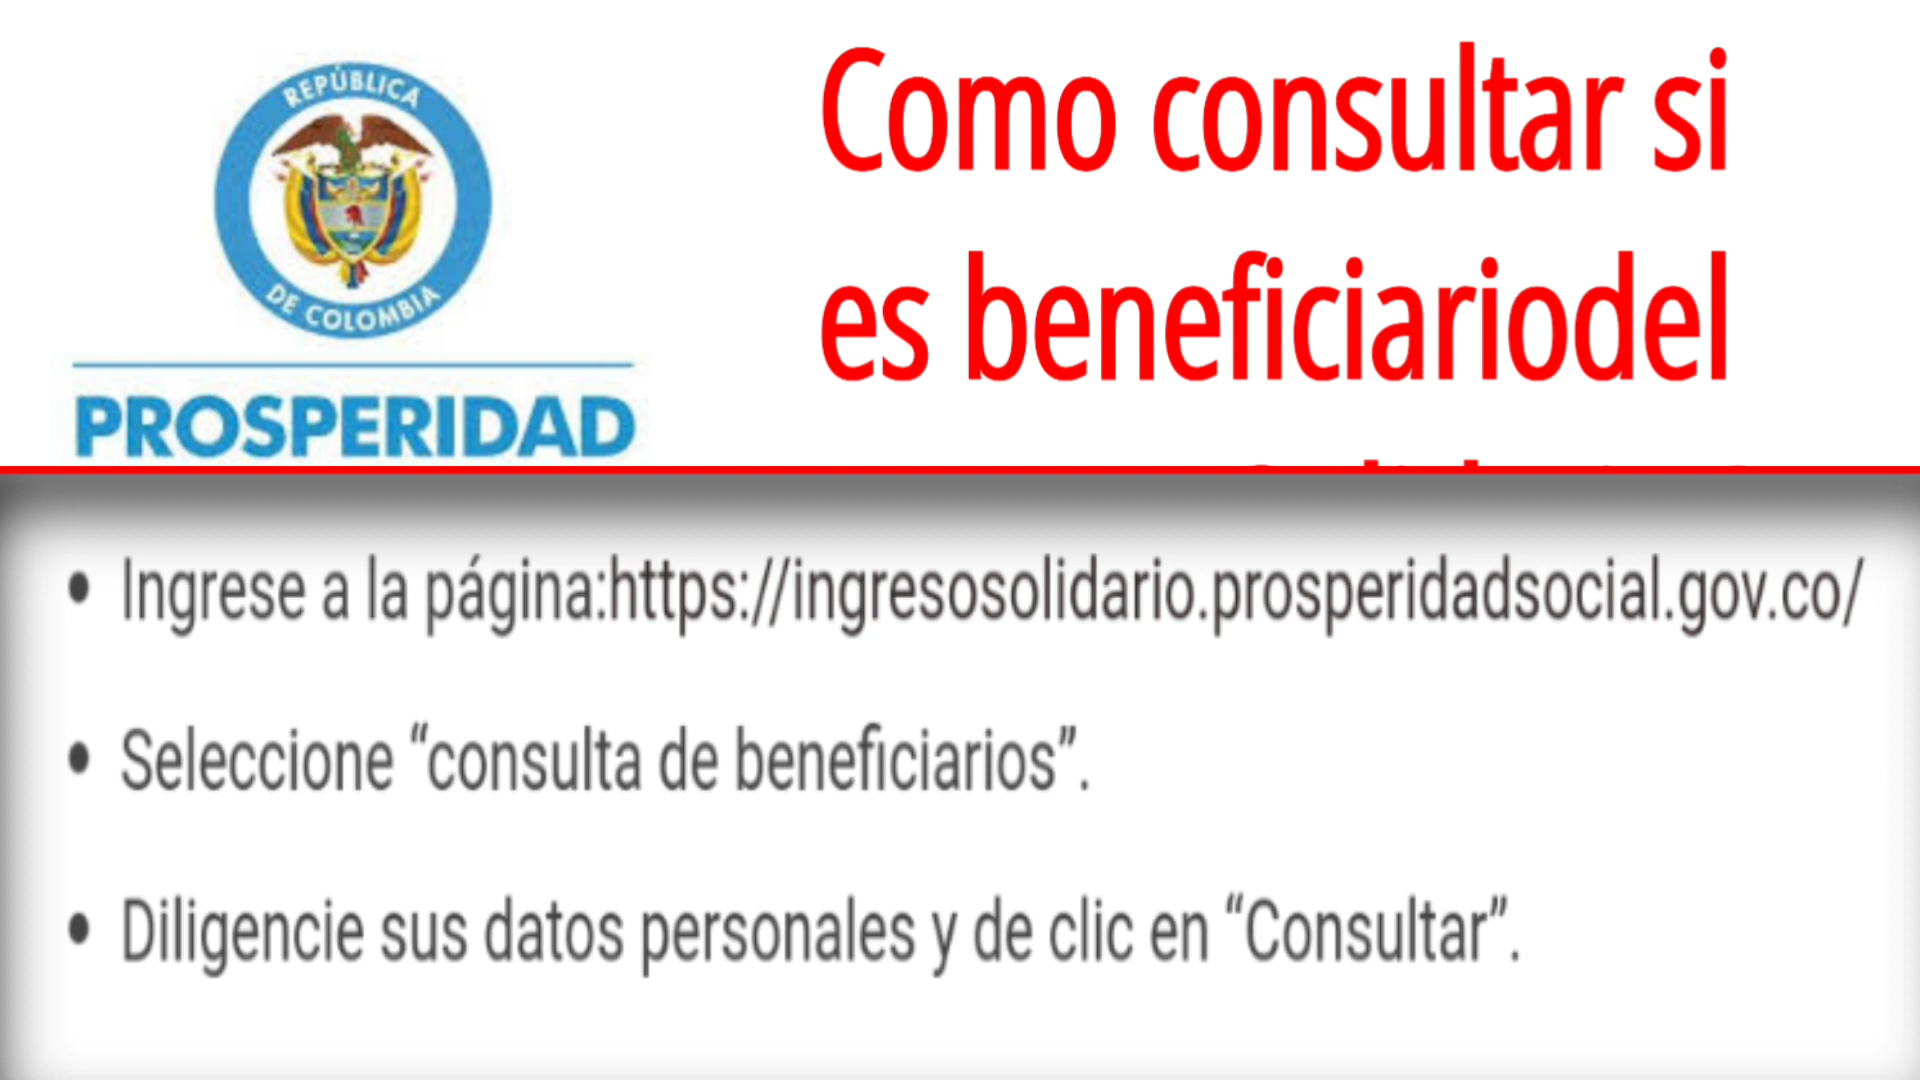 REPÚBLICA
DE COLOMBIA
PROSPERIDAD
Como consultar si
es beneficiariodel
• Ingrese a la página:https://ingresosolidario.prosperidadsocial.gov.co/
• Seleccione “consulta de beneficiarios”.
• Diligencie sus datos personales y de clic en “Consultar”.